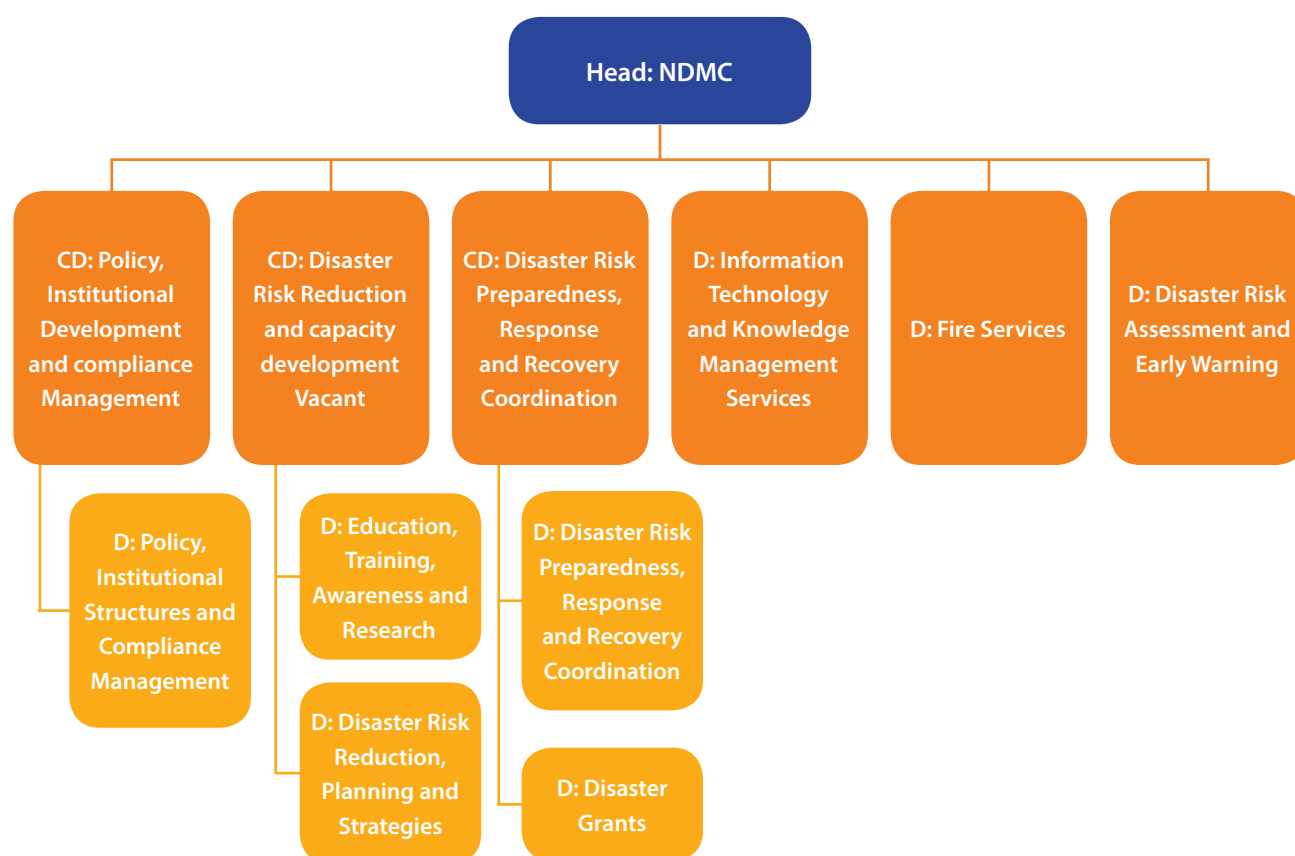 Head: NDMC
CD: Policy,
Institutional
Development
and compliance
Management
CD: Disaster
Risk Reduction
and capacity
development
Vacant
CD: Disaster Risk
Preparedness,
Response
and Recovery
Coordination
D: Information
Technology
and Knowledge
Management
Services
D: Fire Services
D: Disaster Risk
Assessment and
Early Warning
D: Policy,
Institutional
Structures and
Compliance
Management
D: Education,
Training,
Awareness and
Research
D: Disaster Risk
Reduction,
Planning and
Strategies
D: Disaster Risk
Preparedness,
Response
and Recovery
Coordination
D: Disaster
Grants